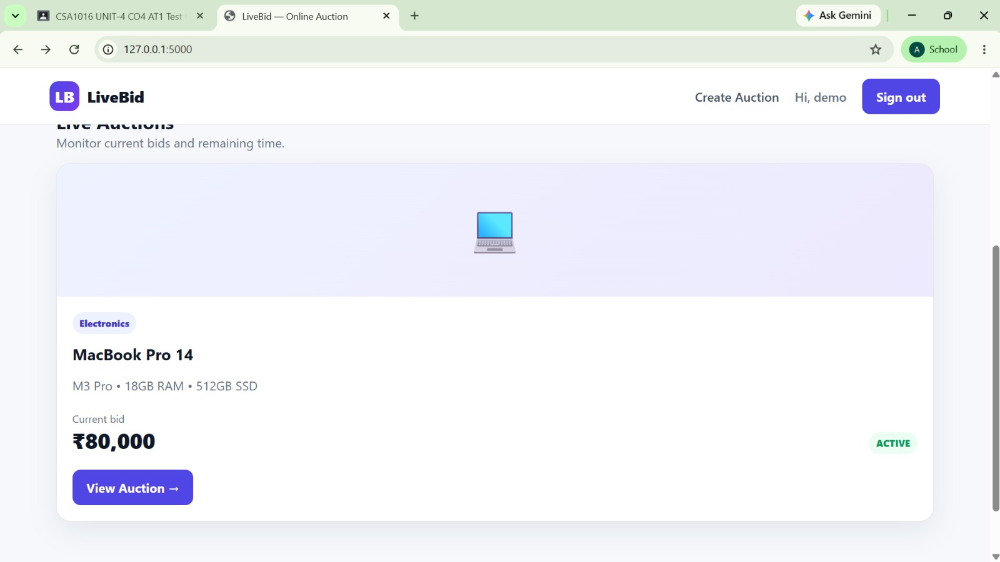 CSA1016 UNIT-4 CO4 AT1 Test
LiveBid — Online Auction
Ask Gemini
127.0.0.1:5000
A
School
LB
LiveBid
Create Auction
Hi, demo
Sign out
Live Auctions
Monitor current bids and remaining time.
Electronics
MacBook Pro 14
M3 Pro • 18GB RAM • 512GB SSD
Current bid
₹80,000
ACTIVE
View Auction →